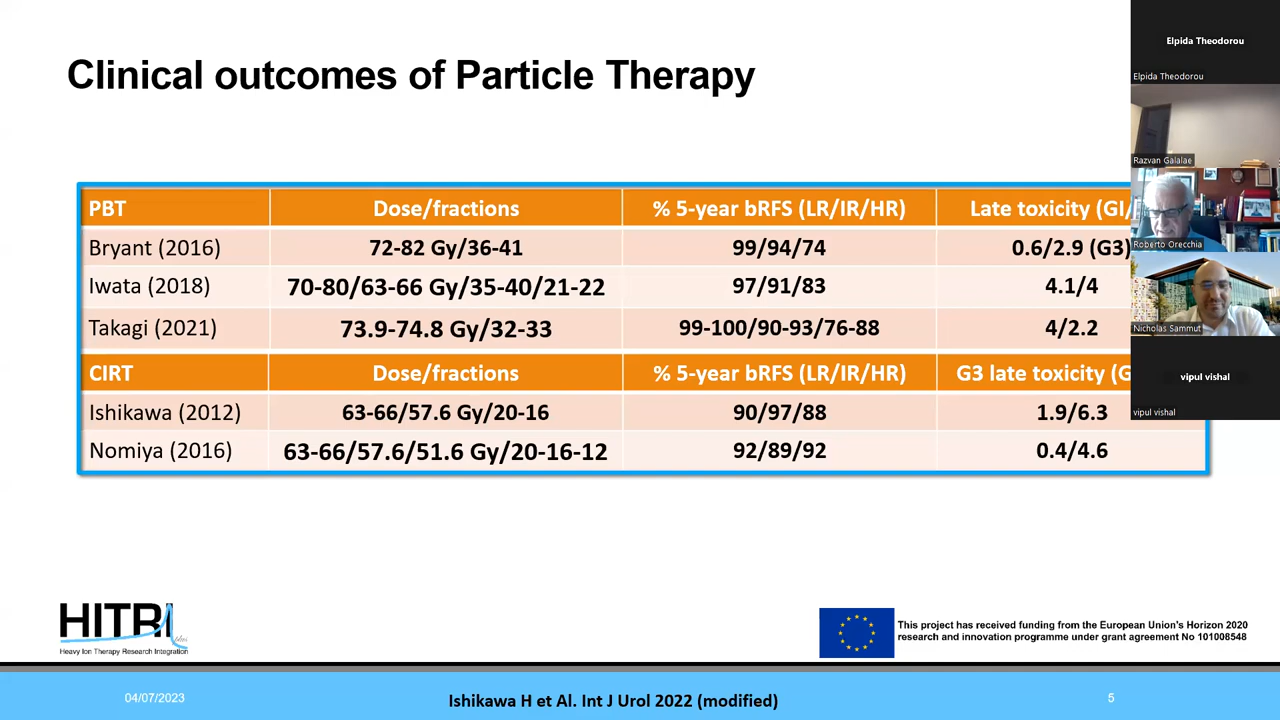 Clinical outcomes of Particle Therapy
PBT Dose/fractions % 5-year bRFS (LR/IR/HR) Late toxicity (GI/
Bryant (2016) 72-82 Gy/36-41 99/94/74 0.6/2.9 (G3)
Iwata (2018) 70-80/63-66 Gy/35-40/21-22 97/91/83 4.1/4
Takagi (2021) 73.9-74.8 Gy/32-33 99-100/90-93/76-88 4/2.2
CIRT Dose/fractions % 5-year bRFS (LR/IR/HR) G3 late toxicity (G
Ishikawa (2012) 63-66/57.6 Gy/20-16 90/97/88 1.9/6.3
Nomiya (2016) 63-66/57.6/51.6 Gy/20-16-12 92/89/92 0.4/4.6
Elpida Theodorou
Elpida Theodorou
Razvan Galalae
Roberto Orecchia
Nicholas Sammut
vipul vishal
vipul vishal
HITRI plus
Heavy Ion Therapy Research Integration
This project has received funding from the European Union's Horizon 2020
research and innovation programme under grant agreement No 101008548
04/07/2023
Ishikawa H et Al. Int J Urol 2022 (modified)
5